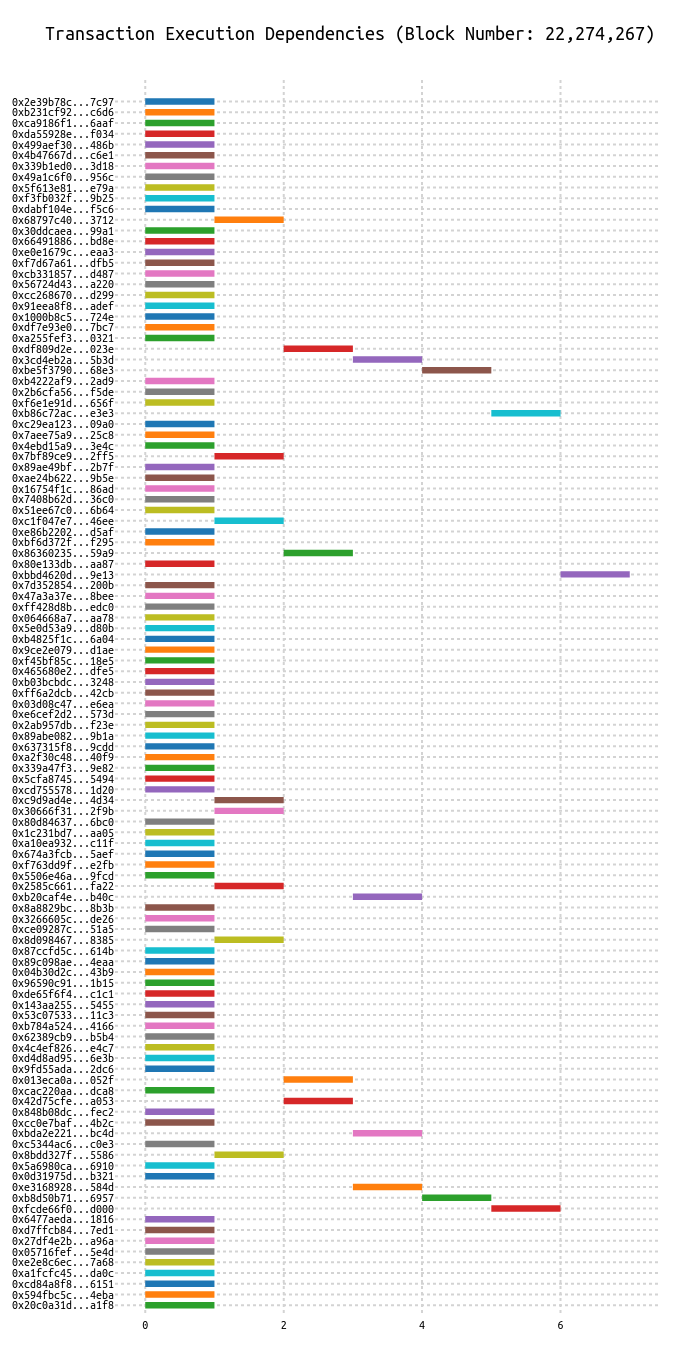 Transaction Execution Dependencies (Block Number: 22,274,267)
0x2e39b78c...7c97
0xb231cf92...c6d6
0xca9186f1...6aaf
0xda55928e...f034
0x499aef30...486b
0x4b47667d...c6e1
0x339b1ed0...3d18
0x49a1c6f0...956c
0x5f613e81...e79a
0xf3fb032f...9b25
0xdabf104e...f5c6
0x68797c40...3712
0x30ddcaea...99a1
0x66491886...bd8e
0xe0e1679c...eaa3
0xf7d67a61...dfb5
0xcb331857...d487
0x56724d43...a220
0xcc268670...d299
0x91eea8f8...adef
0x1000b8c5...724e
0xdf7e93e0...7bc7
0xa255fef3...0321
0xdf809d2e...023e
0x3cd4eb2a...5b3d
0xbe5f3790...68e3
0xb4222af9...2ad9
0x2b6cfa56...f5de
0xf6e1e91d...656f
0xb86c72ac...e3e3
0xc29ea123...09a0
0x7aee75a9...25c8
0x4ebd15a9...3e4c
0x7bf89ce9...2ff5
0x89ae49bf...2b7f
0xae24b622...9b5e
0x16754f1c...86ad
0x7408b62d...36c0
0x51ee67c0...6b64
0xc1f047e7...46ee
0xe86b2202...d5af
0xbf6d372f...f295
0x86360235...59a9
0x80e133db...aa87
0xbbd4620d...9e13
0x7d352854...200b
0x47a3a37e...8bee
0xff428d8b...edc0
0x064668a7...aa78
0x5e0d53a9...d80b
0xb4825f1c...6a04
0x9ce2e079...d1ae
0xf45bf85c...18e5
0x465680e2...dfe5
0xb03bcbdc...3248
0xff6a2dcb...42cb
0x03d08c47...e6ea
0xe6cef2d2...573d
0x2ab957db...f23e
0x89abe082...9b1a
0x637315f8...9cdd
0xa2f30c48...40f9
0x339a47f3...9e82
0x5cfa8745...5494
0xcd755578...1d20
0xc9d9ad4e...4d34
0x30666f31...2f9b
0x80d84637...6bc0
0x1c231bd7...aa05
0xa10ea932...c11f
0x674a3fcb...5aef
0xf763dd9f...e2fb
0x5506e46a...9fcd
0x2585c661...fa22
0xb20caf4e...b40c
0x8a8829bc...8b3b
0x3266605c...de26
0xce09287c...51a5
0x8d098467...8385
0x87ccfd5c...614b
0x89c098ae...4eaa
0x04b30d2c...43b9
0x96590c91...1b15
0xde65f6f4...c1c1
0x143aa255...5455
0x53c07533...11c3
0xb784a524...4166
0x62389cb9...b5b4
0x4c4ef826...e4c7
0xd4d8ad95...6e3b
0x9fd55ada...2dc6
0x013eca0a...052f
0xcac220aa...dca8
0x42d75cfe...a053
0x848b08dc...fec2
0xcc0e7baf...4b2c
0xbda2e221...bc4d
0xc5344ac6...c0e3
0x8bdd327f...5586
0x5a6980ca...6910
0x0d31975d...b321
0xe3168928...584d
0xb8d50b71...6957
0xfcde66f0...d000
0x6477aeda...1816
0xd7ffcb84...7ed1
0x27df4e2b...a96a
0x05716fef...5e4d
0xe2e8c6ec...7a68
0xa1fcfc45...da0c
0xcd84a8f8...6151
0x594fbc5c...4eba
0x20c0a31d...a1f8
0 2 4 6